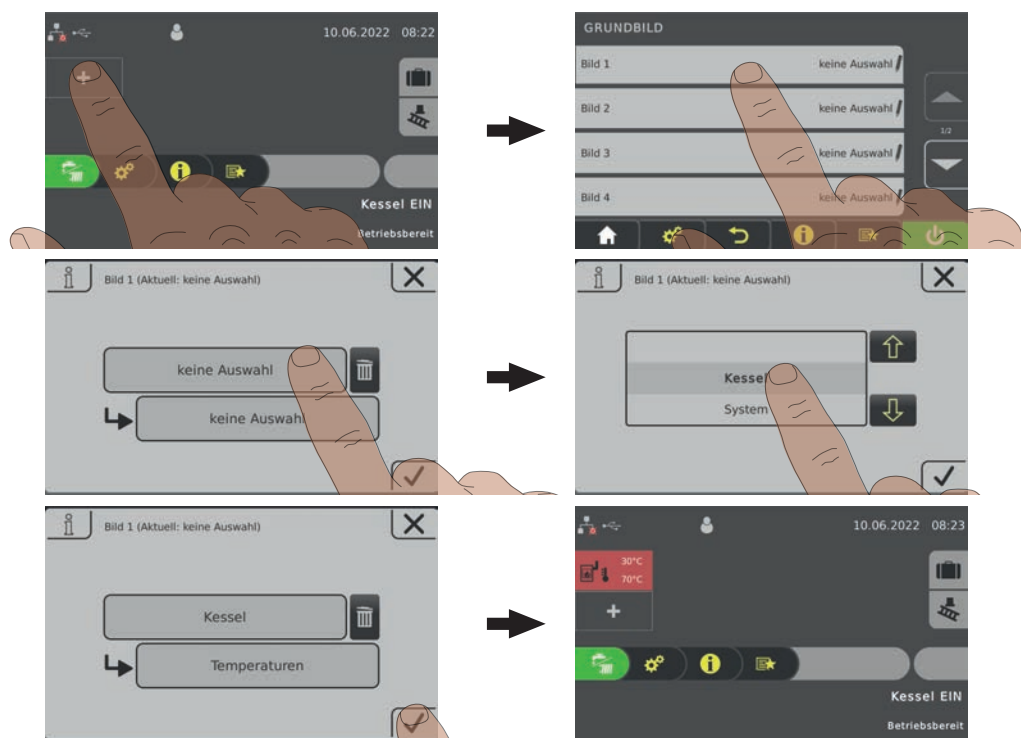 10.06.2022 08:22
+
Kessel EIN
Betriebsbereit
GRUNDBILD
Bild 1 keine Auswahl
Bild 2 keine Auswahl
1/2
Bild 3 keine Auswahl
Bild 4 keine Auswahl
Bild 1 (Aktuell: keine Auswahl)
keine Auswahl
keine Auswahl
Bild 1 (Aktuell: keine Auswahl)
Kessel
System
Bild 1 (Aktuell: keine Auswahl)
Kessel
Temperaturen
10.06.2022 08:23
30°C
70°C
+
Kessel EIN
Betriebsbereit